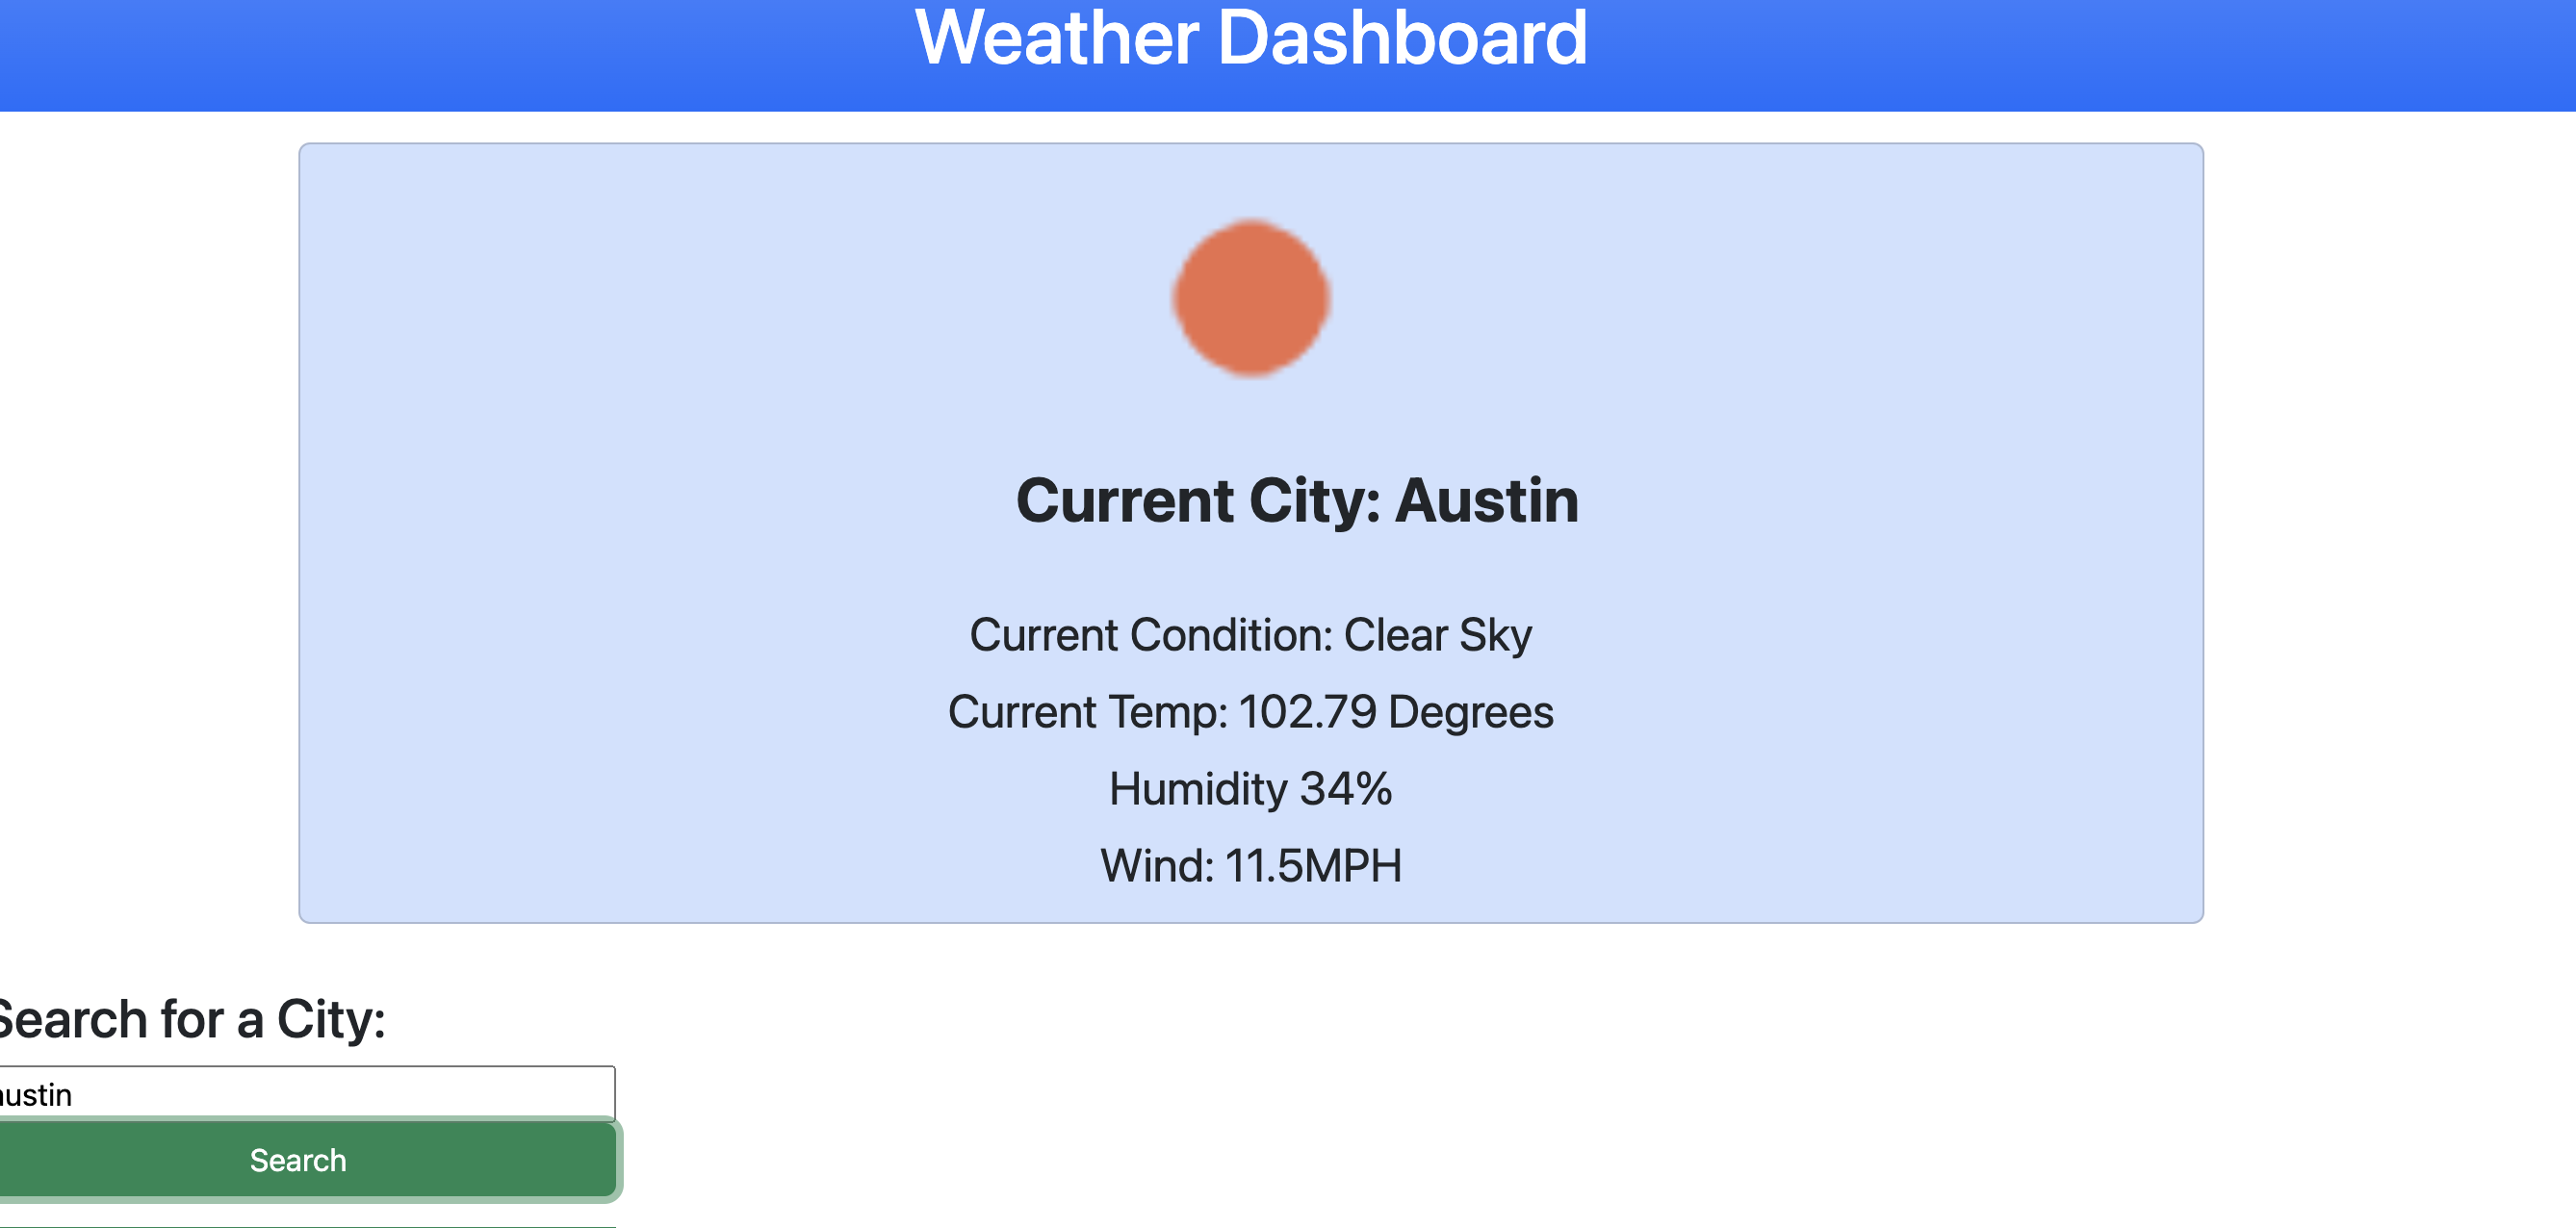 Weather Dashboard
Current City: Austin
Current Condition: Clear Sky
Current Temp: 102.79 Degrees
Humidity 34%
Wind: 11.5MPH
Search for a City:
austin
Search